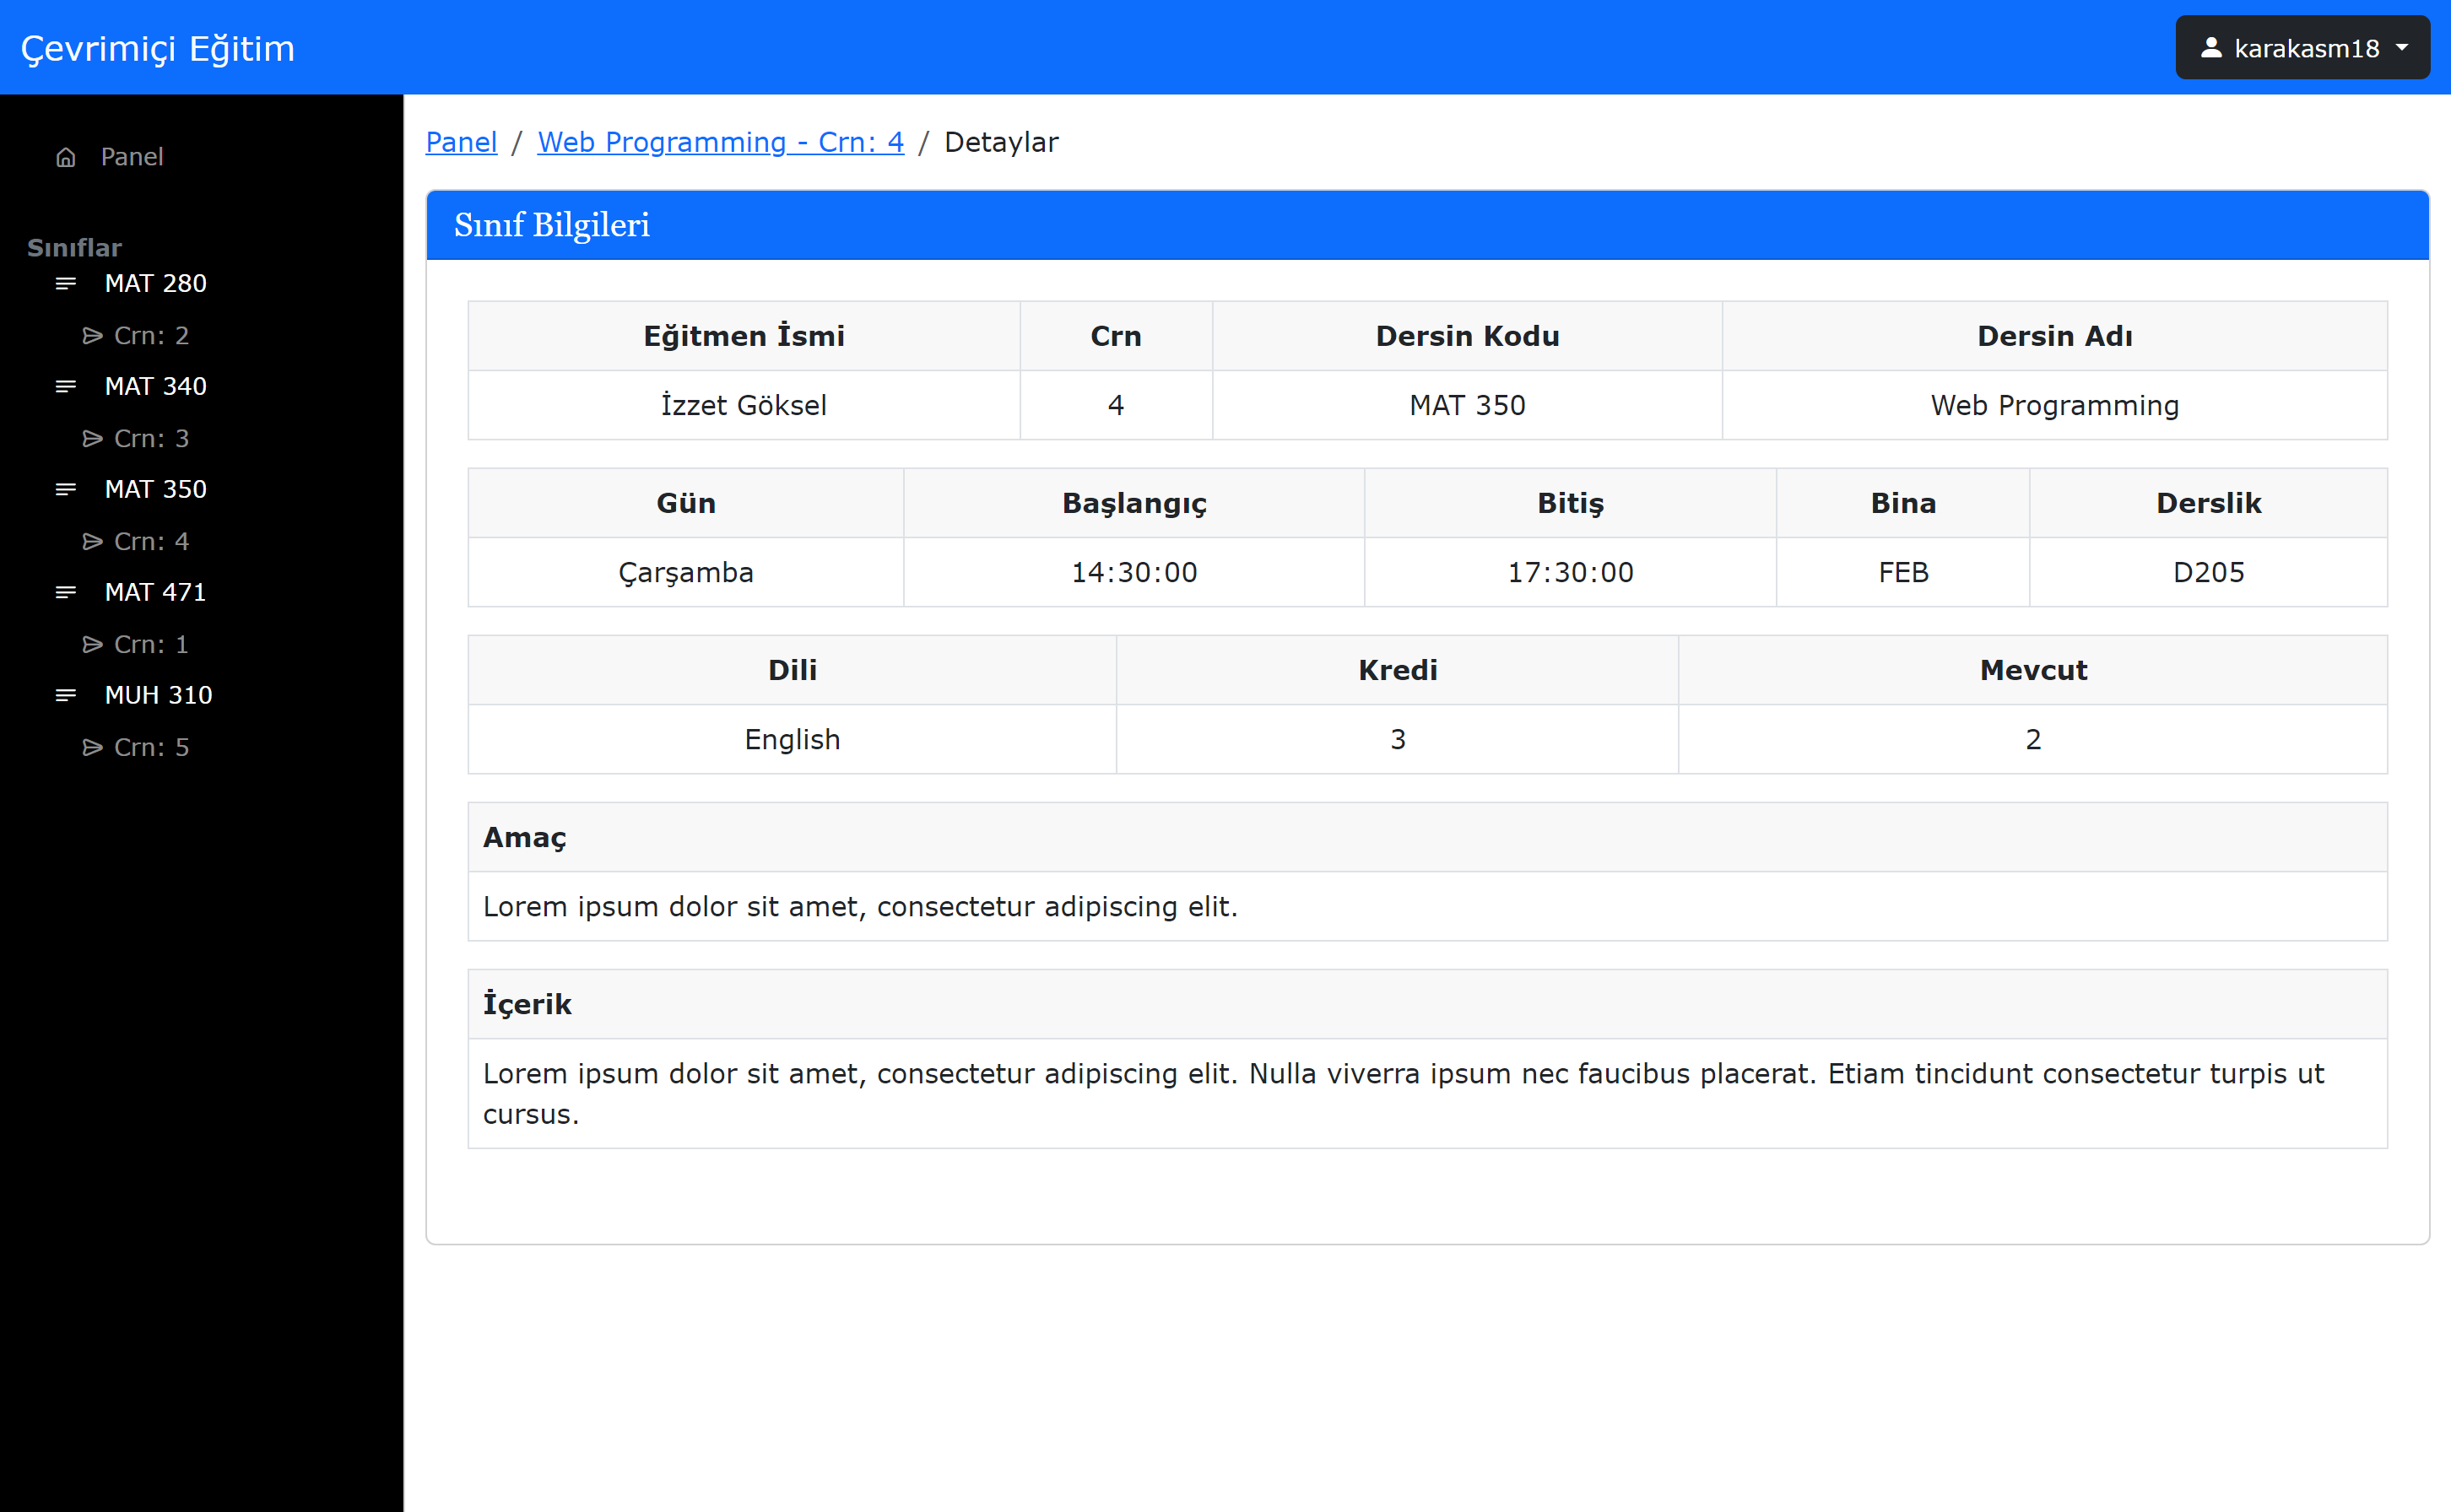 Çevrimiçi Eğitim
karakasm18
Panel
Sınıflar
MAT 280
Crn: 2
MAT 340
Crn: 3
MAT 350
Crn: 4
MAT 471
Crn: 1
MUH 310
Crn: 5
Panel / Web Programming - Crn: 4 / Detaylar
Sınıf Bilgileri
Eğitmen İsmi Crn Dersin Kodu Dersin Adı
İzzet Göksel 4 MAT 350 Web Programming
Gün Başlangıç Bitiş Bina Derslik
Çarşamba 14:30:00 17:30:00 FEB D205
Dili Kredi Mevcut
English 3 2
Amaç
Lorem ipsum dolor sit amet, consectetur adipiscing elit.
İçerik
Lorem ipsum dolor sit amet, consectetur adipiscing elit. Nulla viverra ipsum nec faucibus placerat. Etiam tincidunt consectetur turpis ut
cursus.